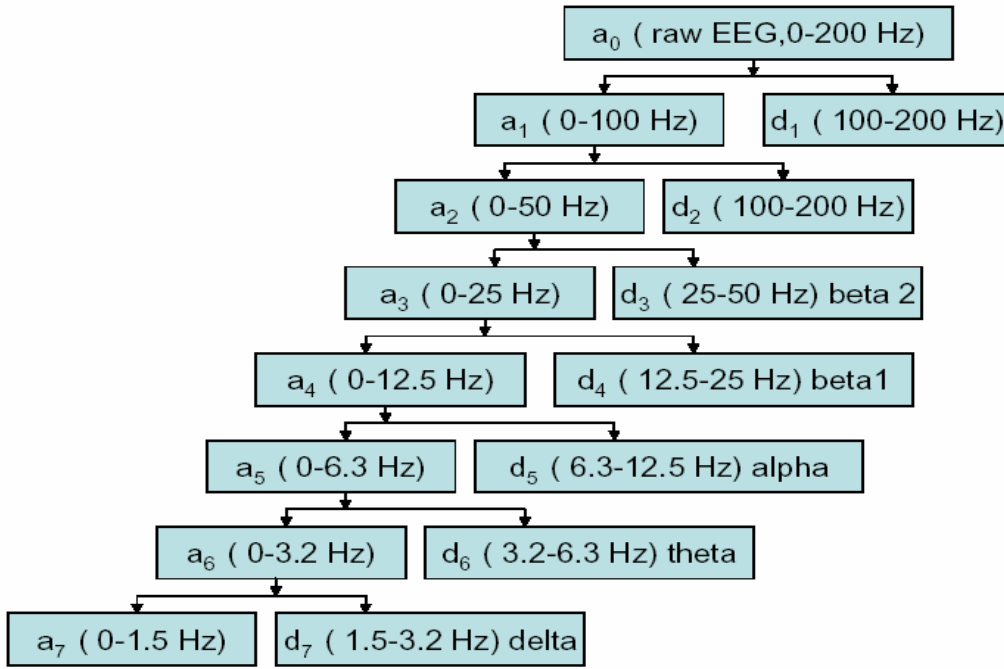 a₀ ( raw EEG,0-200 Hz)
a₁ ( 0-100 Hz) d₁ ( 100-200 Hz)
a₂ ( 0-50 Hz) d₂ ( 100-200 Hz)
a₃ ( 0-25 Hz) d₃ ( 25-50 Hz) beta 2
a₄ ( 0-12.5 Hz) d₄ ( 12.5-25 Hz) beta1
a₅ ( 0-6.3 Hz) d₅ ( 6.3-12.5 Hz) alpha
a₆ ( 0-3.2 Hz) d₆ ( 3.2-6.3 Hz) theta
a₇ ( 0-1.5 Hz) d₇ ( 1.5-3.2 Hz) delta